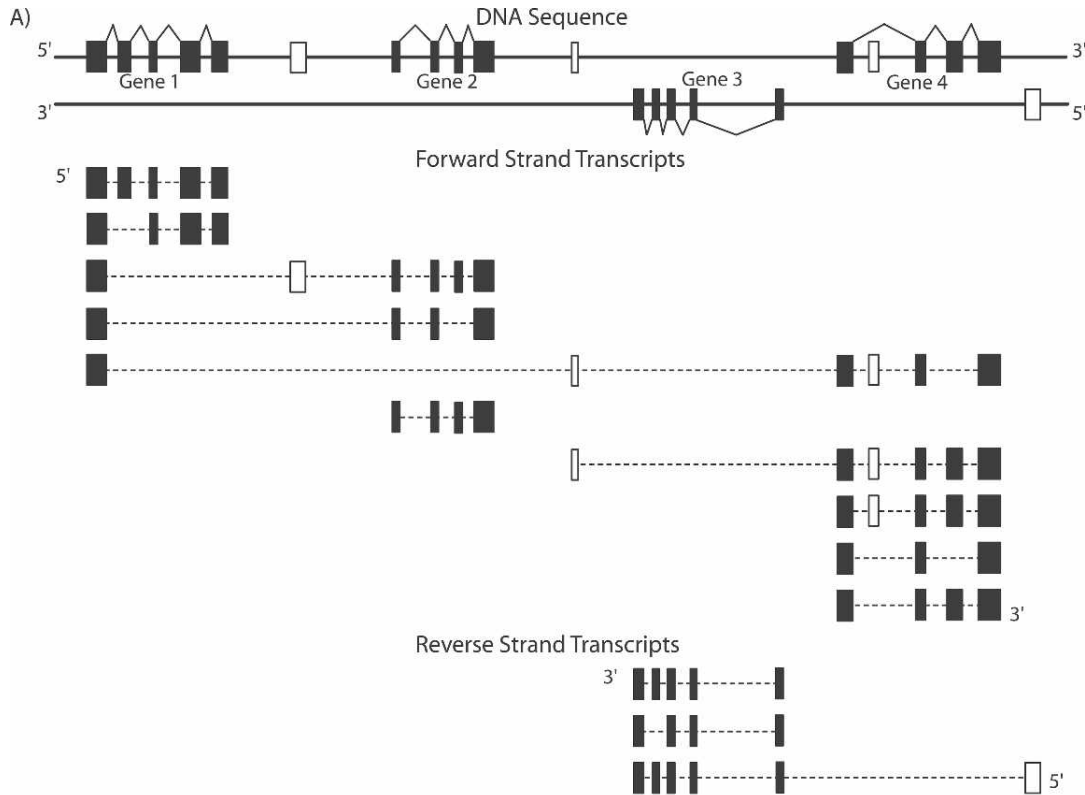 A)
DNA Sequence
5'
3'
Gene 1
Gene 2
Gene 3
Gene 4
3'
5'
Forward Strand Transcripts
5'
3'
Reverse Strand Transcripts
3'
5'